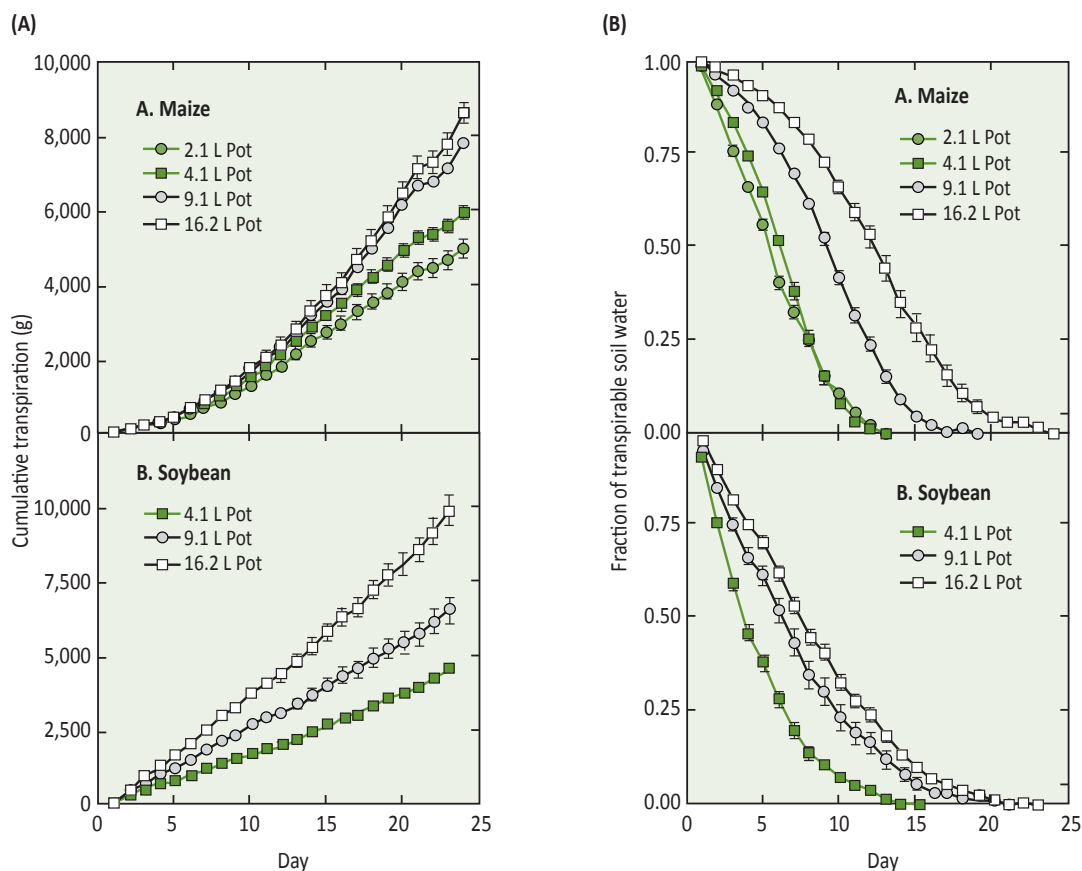 (A)
10,000
8,000
6,000
4,000
2,000
0
A. Maize
2.1 L Pot
4.1 L Pot
9.1 L Pot
16.2 L Pot
10,000
7,500
5,000
2,500
0
B. Soybean
4.1 L Pot
9.1 L Pot
16.2 L Pot
Cumulative transpiration (g)
0 5 10 15 20 25
Day
(B)
1.00
0.75
0.50
0.25
0.00
A. Maize
2.1 L Pot
4.1 L Pot
9.1 L Pot
16.2 L Pot
0.75
0.50
0.25
0.00
B. Soybean
4.1 L Pot
9.1 L Pot
16.2 L Pot
Fraction of transpirable soil water
0 5 10 15 20 25
Day